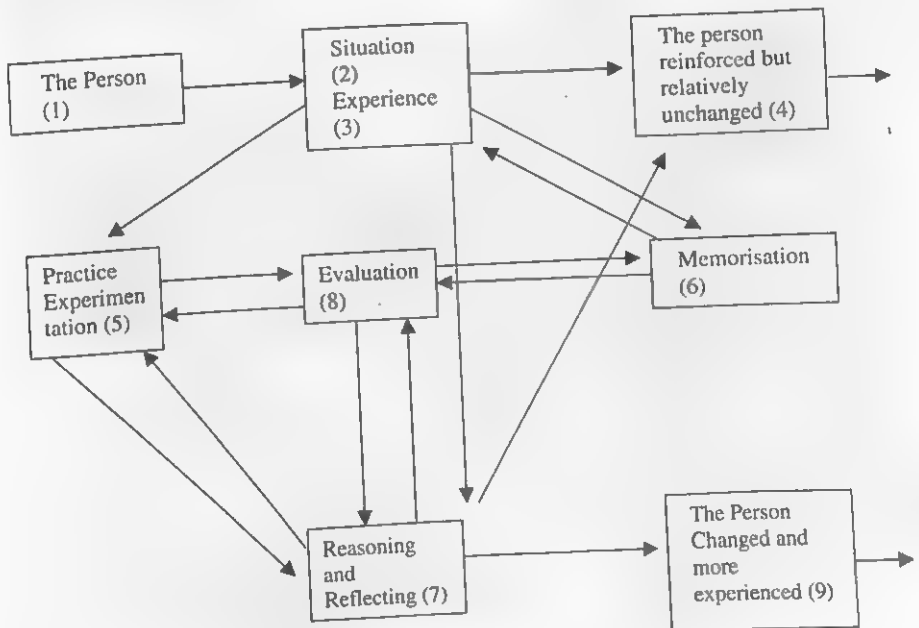 The Person
(1)
Situation
(2)
Experience
(3)
The person
reinforced but
relatively
unchanged (4)
Practice
Experimen
tation (5)
Evaluation
(8)
Memorisation
(6)
Reasoning
and
Reflecting (7)
The Person
Changed and
more
experienced (9)